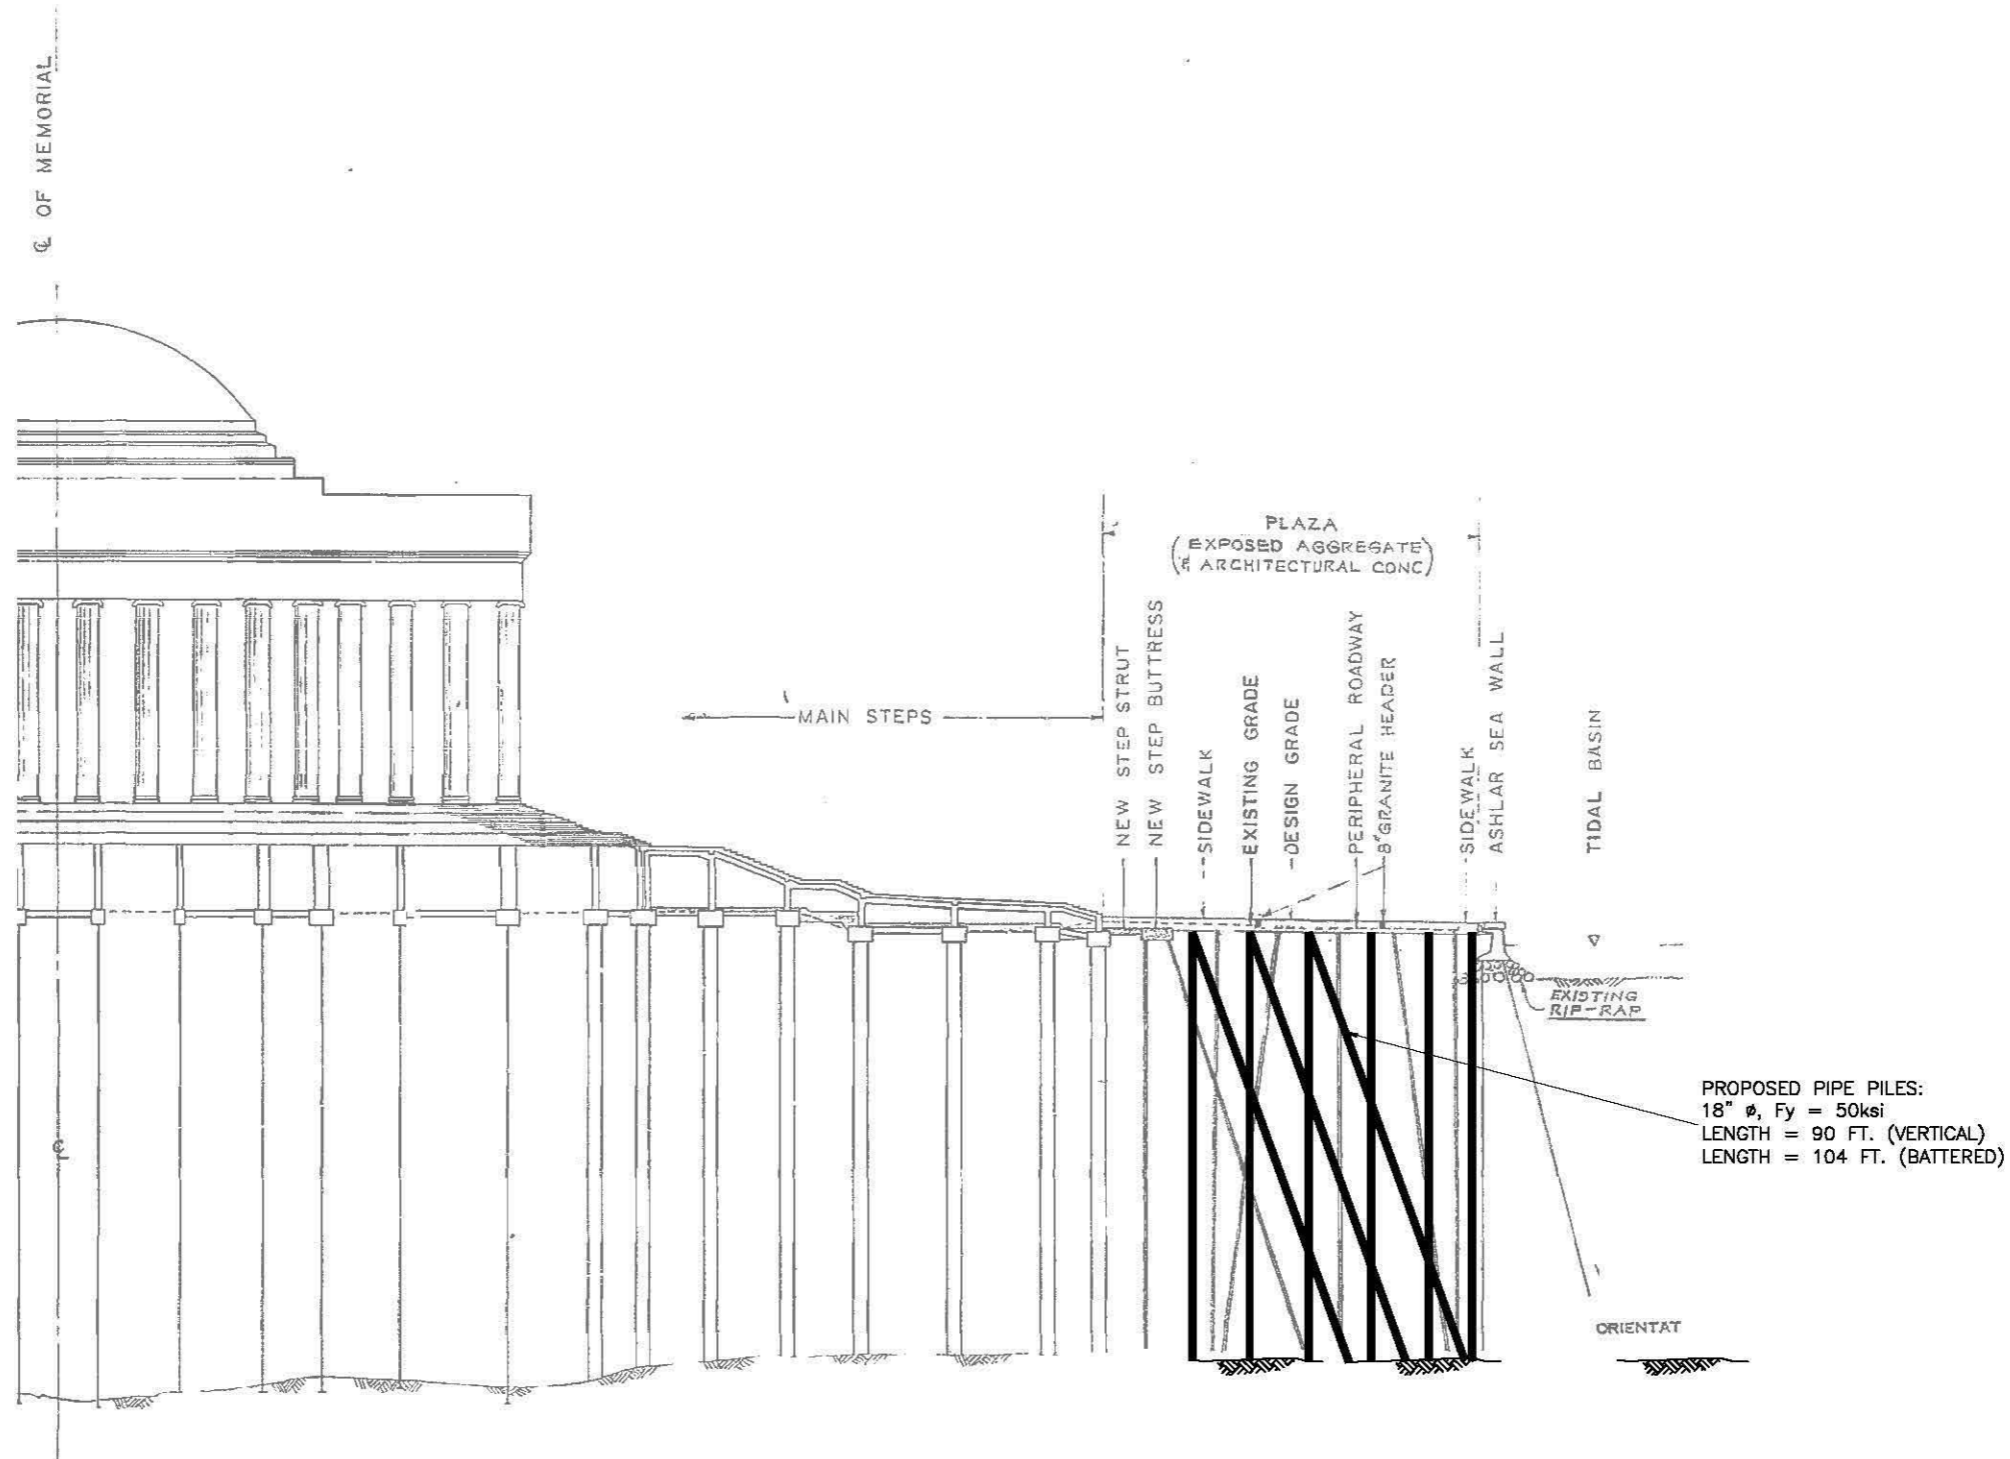 ℄ OF MEMORIAL
PLAZA
(EXPOSED AGGREGATE)
(& ARCHITECTURAL CONC)
MAIN STEPS
NEW STEP STRUT
NEW STEP BUTTRESS
SIDEWALK
EXISTING GRADE
DESIGN GRADE
PERIPHERAL ROADWAY
8" GRANITE HEADER
SIDEWALK
ASHLAR SEA WALL
TIDAL BASIN
EXISTING
RIP-RAP
PROPOSED PIPE PILES:
18" ø, Fy = 50ksi
LENGTH = 90 FT. (VERTICAL)
LENGTH = 104 FT. (BATTERED)
℄
ORIENTAT